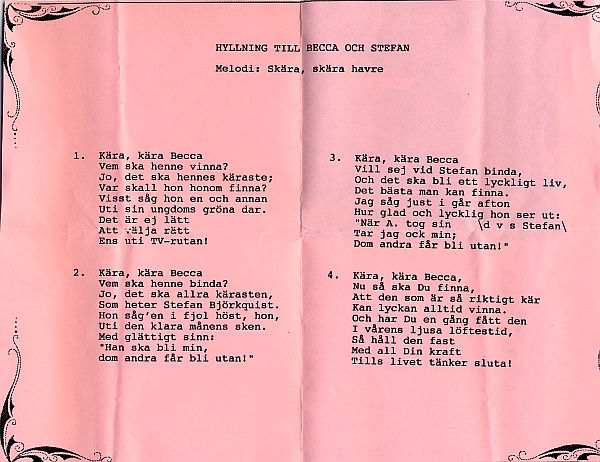 HYLLNING TILL BECCA OCH STEFAN
Melodi: Skära, skära havre
1. Kära, kära Becca
Vem ska henne vinna?
Jo, det ska hennes käraste;
Var skall hon honom finna?
Visst såg hon en och annan
Uti sin ungdoms gröna dar.
Det är ej lätt
Att välja rätt
Ens uti TV-rutan!
2. Kära, kära Becca
Vem ska henne binda?
Jo, det ska allra kärasten,
Som heter Stefan Björkquist.
Hon såg'en i fjol höst, hon,
Uti den klara månens sken.
Med glättigt sinn:
"Han ska bli min,
dom andra får bli utan!"
3. Kära, kära Becca
Vill sej vid Stefan binda,
Och det ska bli ett lyckligt liv,
Det bästa man kan finna.
Jag såg just i går afton
Hur glad och lycklig hon ser ut:
"När A. tog sin \d v s Stefan\
Tar jag ock min;
Dom andra får bli utan!"
4. Kära, kära Becca,
Nu så ska Du finna,
Att den som är så riktigt kär
Kan lyckan alltid vinna.
Och har Du en gång fått den
I vårens ljusa löftestid,
Så håll den fast
Med all Din kraft
Tills livet tänker sluta!